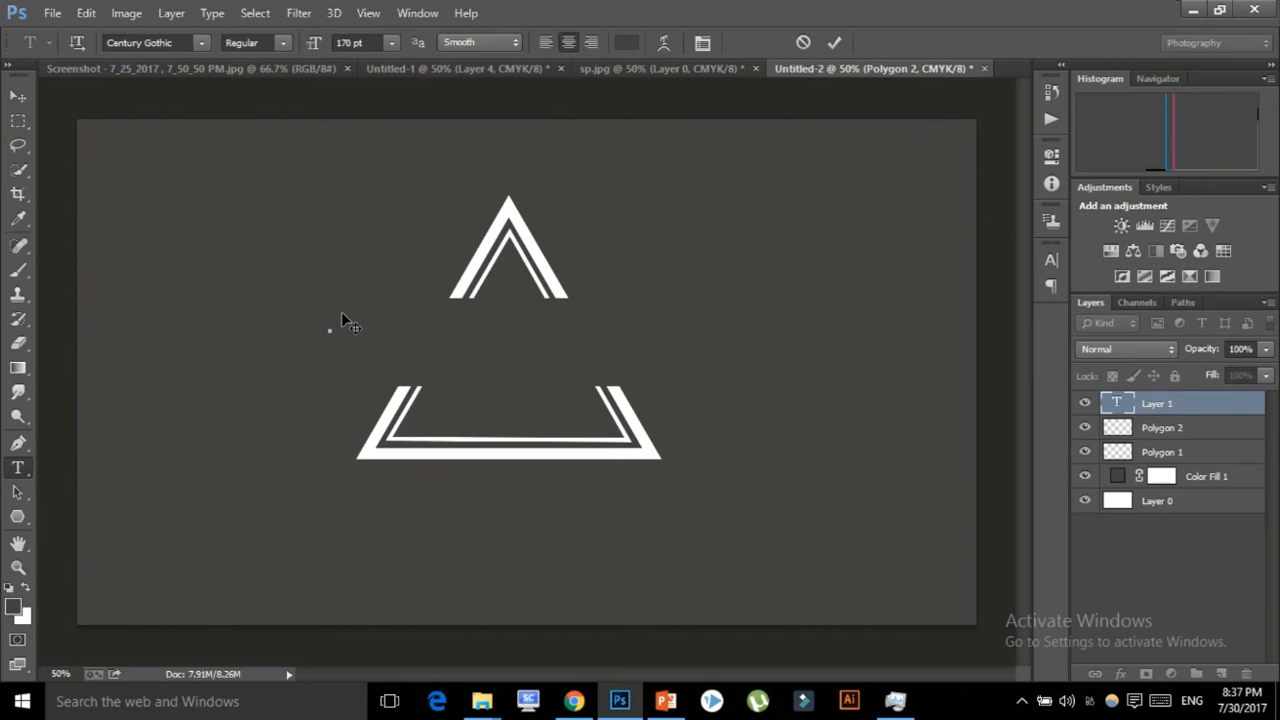 Ps File Edit Image Layer Type Select Filter 3D View Window Help
T Century Gothic Regular 170 pt aa Smooth Photography
Screenshot - 7_25_2017 , 7_50_50 PM.jpg @ 66.7% (RGB/8#) × Untitled-1 @ 50% (Layer 4, CMYK/8) * × sp.jpg @ 50% (Layer 0, CMYK/8) * × Untitled-2 @ 50% (Polygon 2, CMYK/8) * ×
Histogram Navigator
Adjustments Styles
Add an adjustment
A
Layers Channels Paths
Kind T
Normal Opacity: 100%
Lock: Fill: 100%
T Layer 1
Polygon 2
Polygon 1
Color Fill 1
Layer 0
T
Activate Windows
Go to Settings to activate Windows.
50% Doc: 7.91M/8.26M
fx
Search the web and Windows SC Ps Ai ENG
8:37 PM
7/30/2017